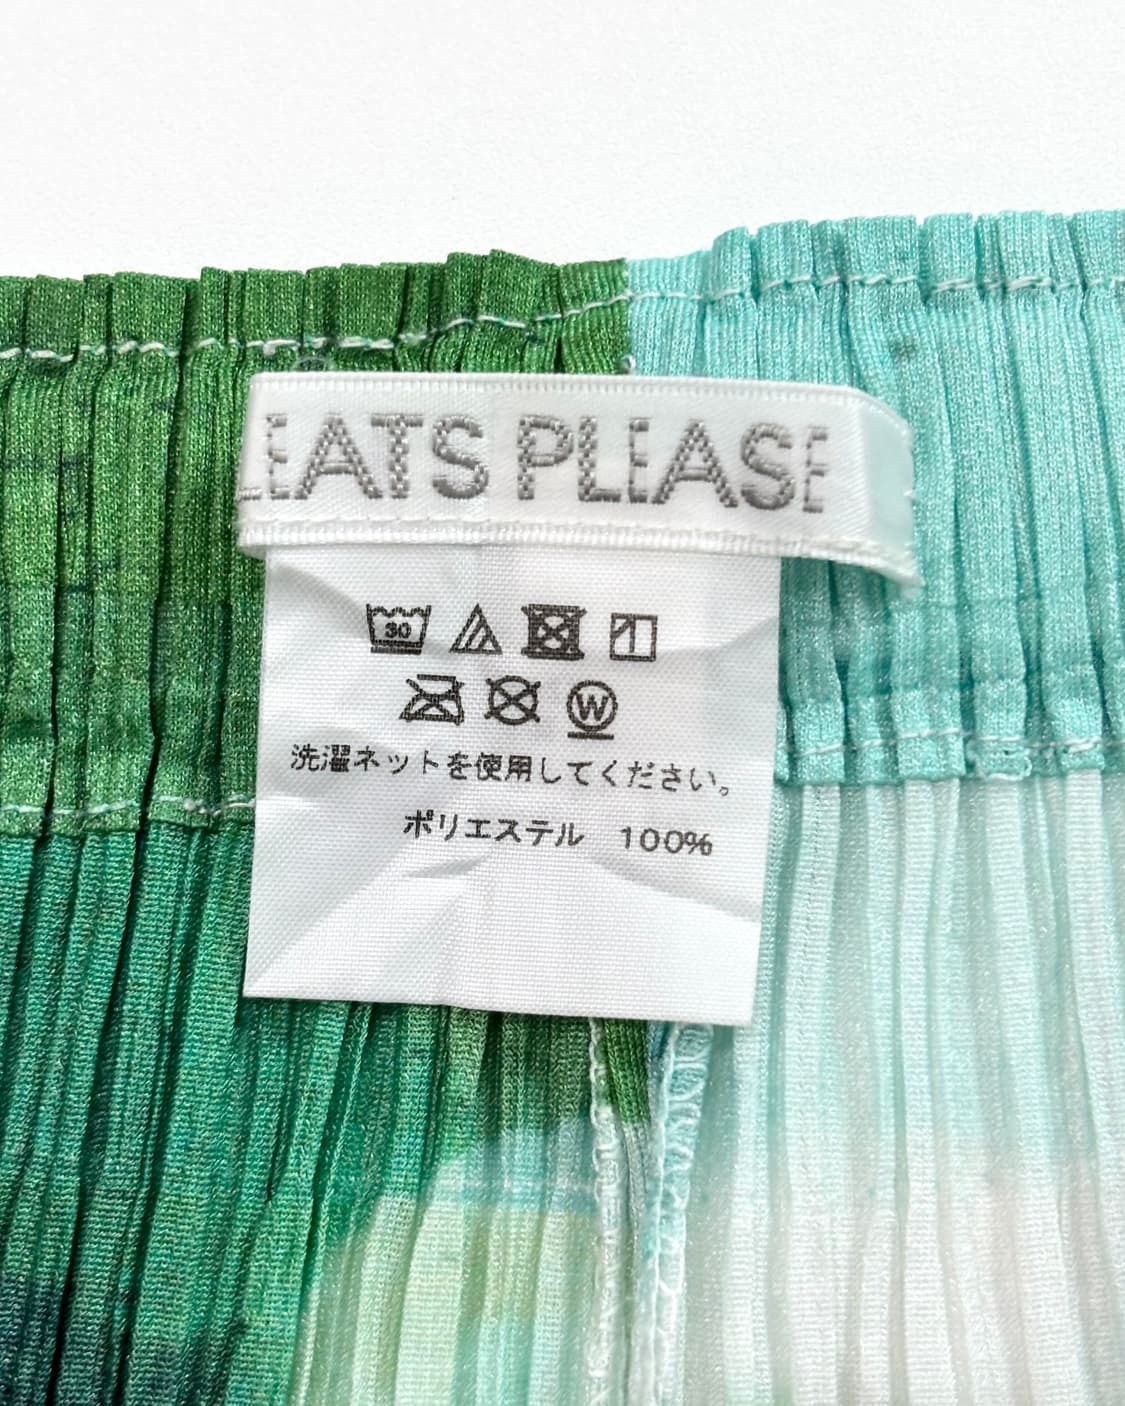 LEATS PLEASE
30
W
洗濯ネットを使用してください。
ポリエステル 100%